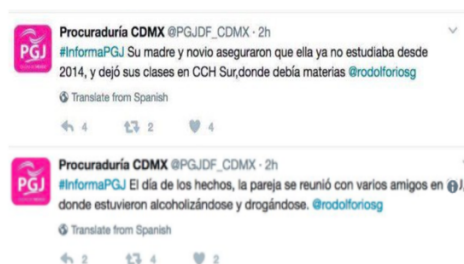 PGJ
Procuraduría CDMX @PGJDF_CDMX · 2h
#InformaPGJ Su madre y novio aseguraron que ella ya no estudiaba desde
2014, y dejó sus clases en CCH Sur,donde debía materias @rodolforiosg
Translate from Spanish
4 2 4
PGJ
Procuraduría CDMX @PGJDF_CDMX · 2h
#InformaPGJ El día de los hechos, la pareja se reunió con varios amigos en
donde estuvieron alcoholizándose y drogándose. @rodolforiosg
Translate from Spanish
2 4 2